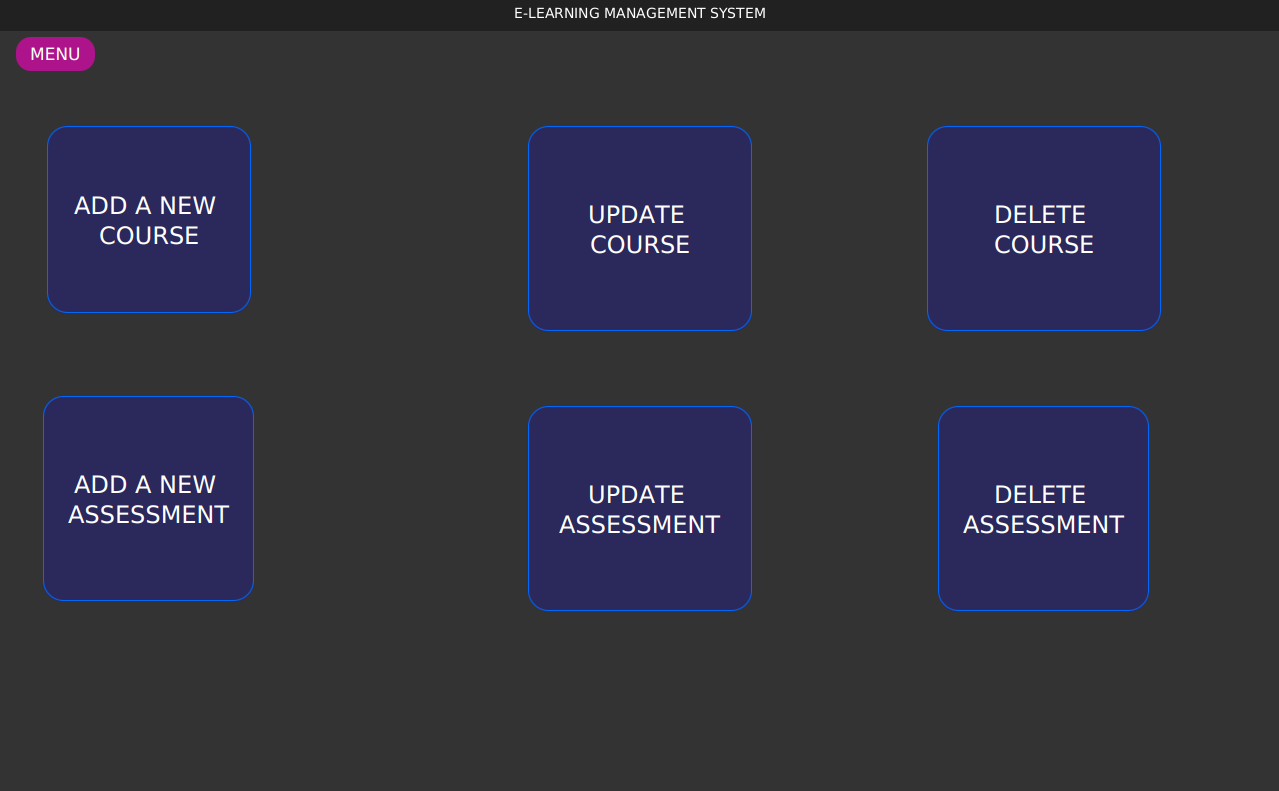 E-LEARNING MANAGEMENT SYSTEM
MENU
ADD A NEW
COURSE
UPDATE
COURSE
DELETE
COURSE
ADD A NEW
ASSESSMENT
UPDATE
ASSESSMENT
DELETE
ASSESSMENT